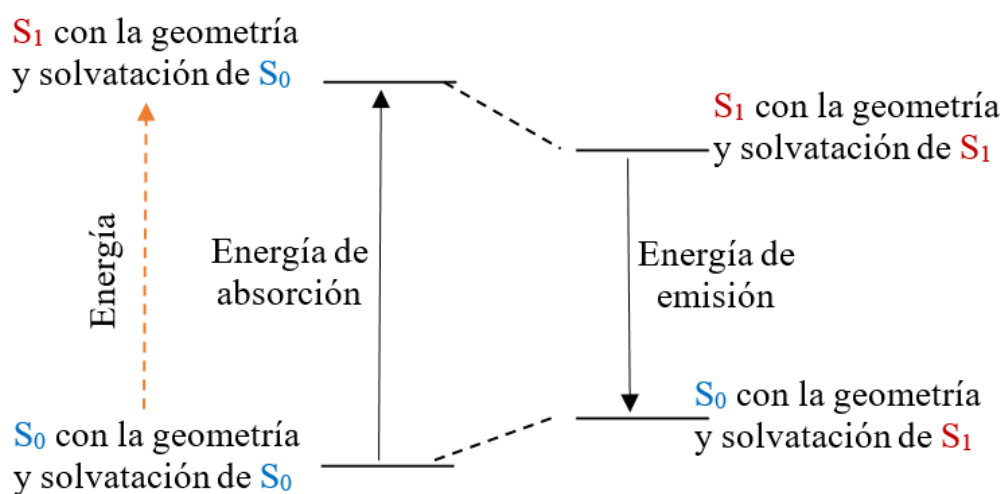 S₁ con la geometría
y solvatación de S₀
S₁ con la geometría
y solvatación de S₁
Energía
Energía de
absorción
Energía de
emisión
S₀ con la geometría
y solvatación de S₁
S₀ con la geometría
y solvatación de S₀